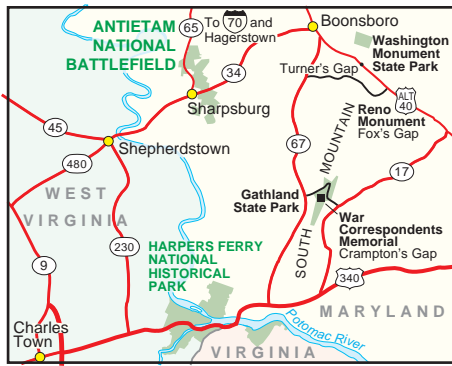 ANTIETAM
NATIONAL
BATTLEFIELD
65
To 70 and
Hagerstown
Boonsboro
Washington
Monument
State Park
34
Turner's Gap
Sharpsburg
ALT
40
Reno
Monument
Fox's Gap
45
Shepherdstown
67
MOUNTAIN
17
480
WEST
VIRGINIA
Gathland
State Park
War
Correspondents
Memorial
Crampton's Gap
SOUTH
230
HARPERS FERRY
NATIONAL
HISTORICAL
PARK
9
340
MARYLAND
Charles
Town
Potomac River
VIRGINIA